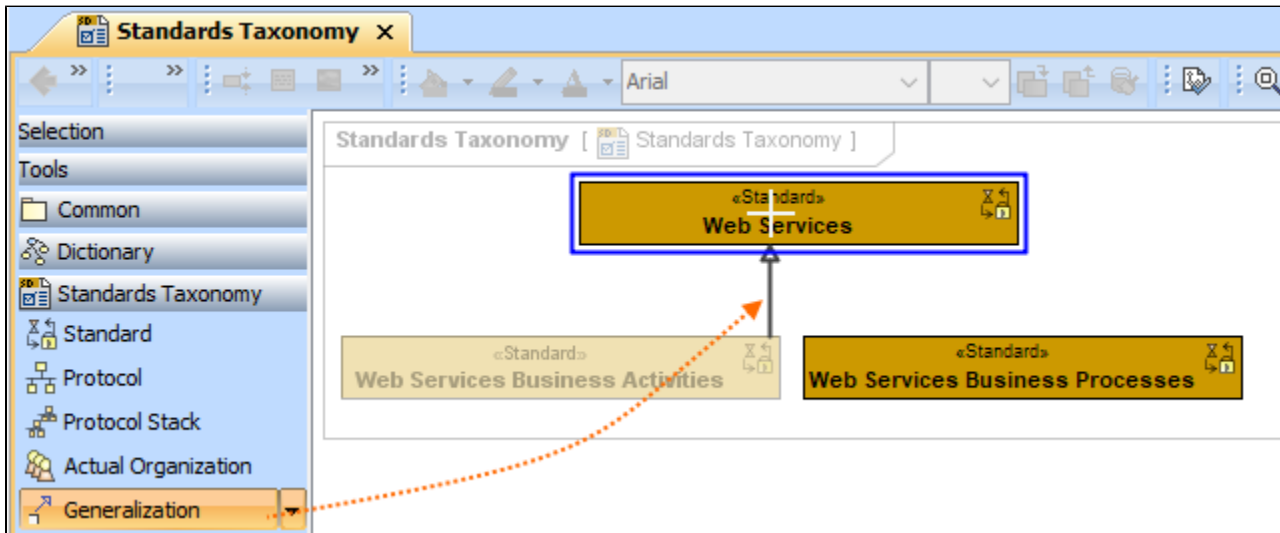 Standards Taxonomy
Arial
Selection
Tools
Common
Dictionary
Standards Taxonomy
Standard
Protocol
Protocol Stack
Actual Organization
Generalization
Standards Taxonomy [ Standards Taxonomy ]
«Standard»
Web Services
«Standard»
Web Services Business Activities
«Standard»
Web Services Business Processes